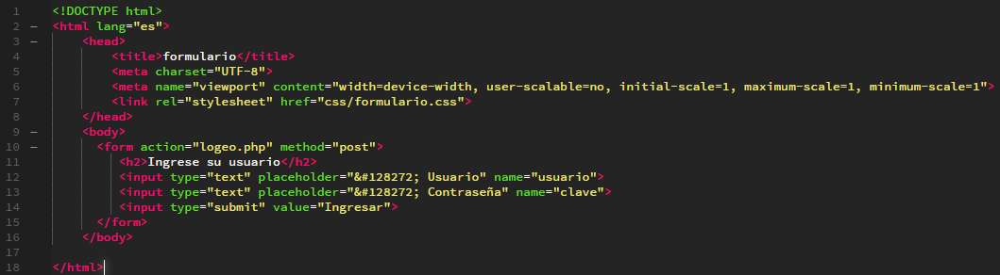 1 <!DOCTYPE html>
2 – <html lang="es">
3 – <head>
4 <title>formulario</title>
5 <meta charset="UTF-8">
6 <meta name="viewport" content="width=device-width, user-scalable=no, initial-scale=1, maximum-scale=1, minimum-scale=1">
7 <link rel="stylesheet" href="css/formulario.css">
8 </head>
9 – <body>
10 – <form action="logeo.php" method="post">
11 <h2>Ingrese su usuario</h2>
12 <input type="text" placeholder="&#128272; Usuario" name="usuario">
13 <input type="text" placeholder="&#128272; Contraseña" name="clave">
14 <input type="submit" value="Ingresar">
15 </form>
16 </body>
17
18 </html>